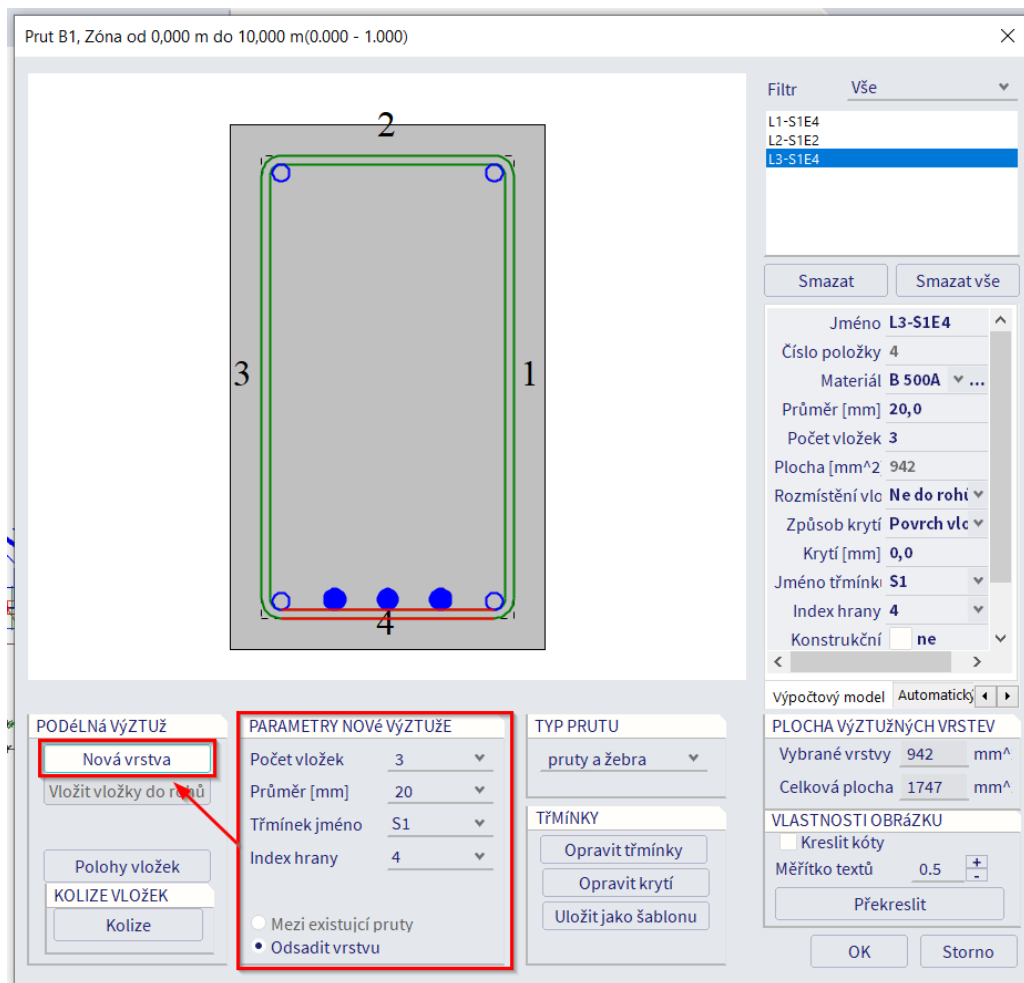 Prut B1, Zóna od 0,000 m do 10,000 m(0.000 - 1.000)
2
3
1
4
Filtr Vše
L1-S1E4
L2-S1E2
L3-S1E4
Smazat Smazat vše
Jméno L3-S1E4
Číslo položky 4
Materiál B 500A ...
Průměr [mm] 20,0
Počet vložek 3
Plocha [mm^2 942
Rozmístění vlo Ne do rohů
Způsob krytí Povrch vlo
Krytí [mm] 0,0
Jméno třmínku S1
Index hrany 4
Konstrukční ne
Výpočtový model Automatický
PODéLNá VýZTUž
Nová vrstva
Vložit vložky do rohů
Polohy vložek
KOLIZE VLOžEK
Kolize
PARAMETRY NOVé VýZTUžE
Počet vložek 3
Průměr [mm] 20
Třmínek jméno S1
Index hrany 4
Mezi existující pruty
Odsadit vrstvu
TYP PRUTU
pruty a žebra
TřMíNKY
Opravit třmínky
Opravit krytí
Uložit jako šablonu
PLOCHA VýZTUžNýCH VRSTEV
Vybrané vrstvy 942 mm^
Celková plocha 1747 mm^
VLASTNOSTI OBRáZKU
Kreslit kóty
Měřítko textů 0.5 + -
Překreslit
OK Storno